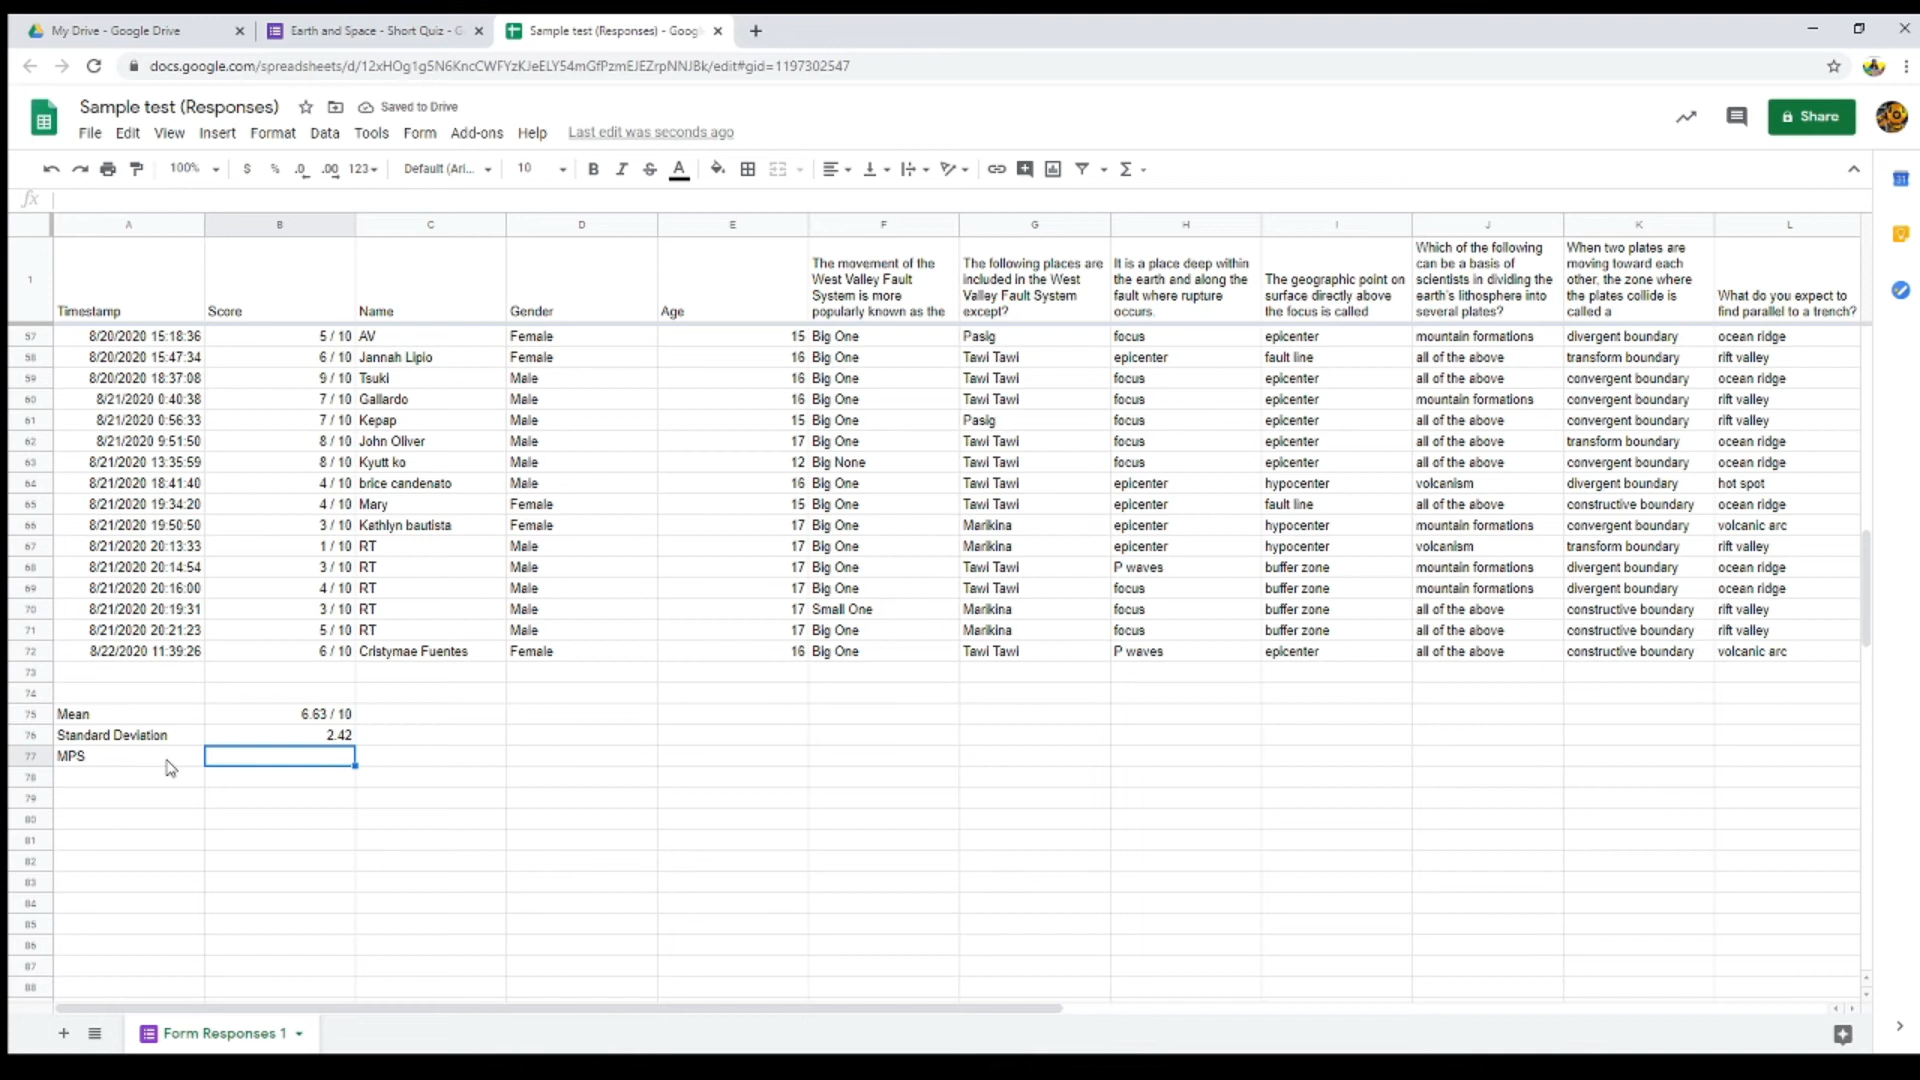 My Drive - Google Drive
Earth and Space - Short Quiz - G
Sample test (Responses) - Goog
docs.google.com/spreadsheets/d/12xHOg1g5N6KncCWFYzKJeELY54mGfPzmEJEZrpNNJBk/edit#gid=1197302547
Sample test (Responses) Saved to Drive
File Edit View Insert Format Data Tools Form Add-ons Help Last edit was seconds ago
Share
100% $ % .0 .00 123 Default (Ari... 10 B I S A Σ
31
fx
A B C D E F G H I J K L
1 Timestamp Score Name Gender Age
The movement of the West Valley Fault System is more popularly known as the
The following places are included in the West Valley Fault System except?
It is a place deep within the earth and along the fault where rupture occurs.
The geographic point on surface directly above the focus is called
Which of the following can be a basis of scientists in dividing the earth's lithosphere into several plates?
When two plates are moving toward each other, the zone where the plates collide is called a
What do you expect to find parallel to a trench?
57 8/20/2020 15:18:36 5 / 10 AV Female 15 Big One Pasig focus epicenter mountain formations divergent boundary ocean ridge
58 8/20/2020 15:47:34 6 / 10 Jannah Lipio Female 16 Big One Tawi Tawi epicenter fault line all of the above transform boundary rift valley
59 8/20/2020 18:37:08 9 / 10 Tsuki Male 16 Big One Tawi Tawi focus epicenter all of the above convergent boundary ocean ridge
60 8/21/2020 0:40:38 7 / 10 Gallardo Male 16 Big One Tawi Tawi focus epicenter mountain formations convergent boundary rift valley
61 8/21/2020 0:56:33 7 / 10 Kepap Male 15 Big One Pasig focus epicenter all of the above convergent boundary rift valley
62 8/21/2020 9:51:50 8 / 10 John Oliver Male 17 Big One Tawi Tawi focus epicenter all of the above transform boundary ocean ridge
63 8/21/2020 13:35:59 8 / 10 Kyutt ko Male 12 Big None Tawi Tawi focus epicenter all of the above convergent boundary ocean ridge
64 8/21/2020 18:41:40 4 / 10 brice candenato Male 16 Big One Tawi Tawi epicenter hypocenter volcanism divergent boundary hot spot
65 8/21/2020 19:34:20 4 / 10 Mary Female 15 Big One Tawi Tawi epicenter fault line all of the above constructive boundary ocean ridge
66 8/21/2020 19:50:50 3 / 10 Kathlyn bautista Female 17 Big One Marikina epicenter hypocenter mountain formations convergent boundary volcanic arc
67 8/21/2020 20:13:33 1 / 10 RT Male 17 Big One Marikina epicenter hypocenter volcanism transform boundary rift valley
68 8/21/2020 20:14:54 3 / 10 RT Male 17 Big One Tawi Tawi P waves buffer zone mountain formations divergent boundary ocean ridge
69 8/21/2020 20:16:00 4 / 10 RT Male 17 Big One Tawi Tawi focus buffer zone mountain formations divergent boundary ocean ridge
70 8/21/2020 20:19:31 3 / 10 RT Male 17 Small One Marikina focus buffer zone all of the above constructive boundary rift valley
71 8/21/2020 20:21:23 5 / 10 RT Male 17 Big One Marikina focus buffer zone all of the above constructive boundary rift valley
72 8/22/2020 11:39:26 6 / 10 Cristymae Fuentes Female 16 Big One Tawi Tawi P waves epicenter all of the above constructive boundary volcanic arc
73
74
75 Mean 6.63 / 10
76 Standard Deviation 2.42
77 MPS
78
79
80
81
82
83
84
85
86
87
88
Form Responses 1